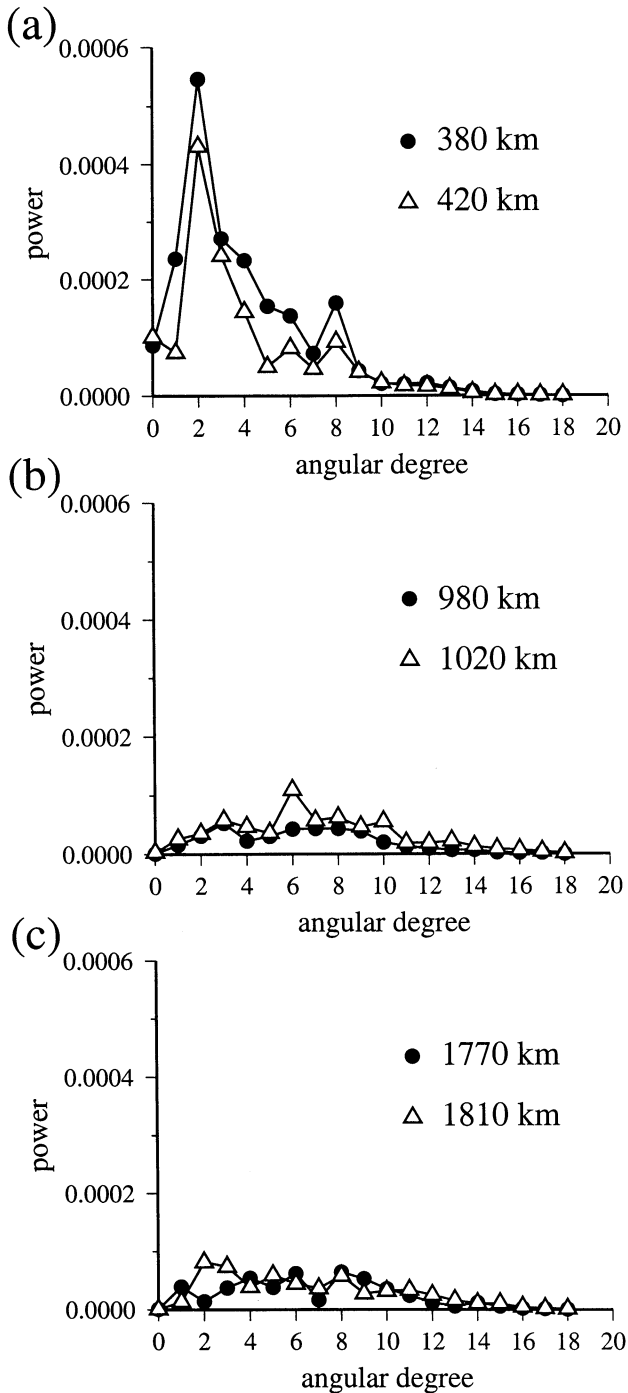 (a)
0.0006
0.0004
0.0002
0.0000
power
380 km
420 km
0 2 4 6 8 10 12 14 16 18 20
angular degree
(b)
0.0006
0.0004
0.0002
0.0000
power
980 km
1020 km
0 2 4 6 8 10 12 14 16 18 20
angular degree
(c)
0.0006
0.0004
0.0002
0.0000
power
1770 km
1810 km
0 2 4 6 8 10 12 14 16 18 20
angular degree